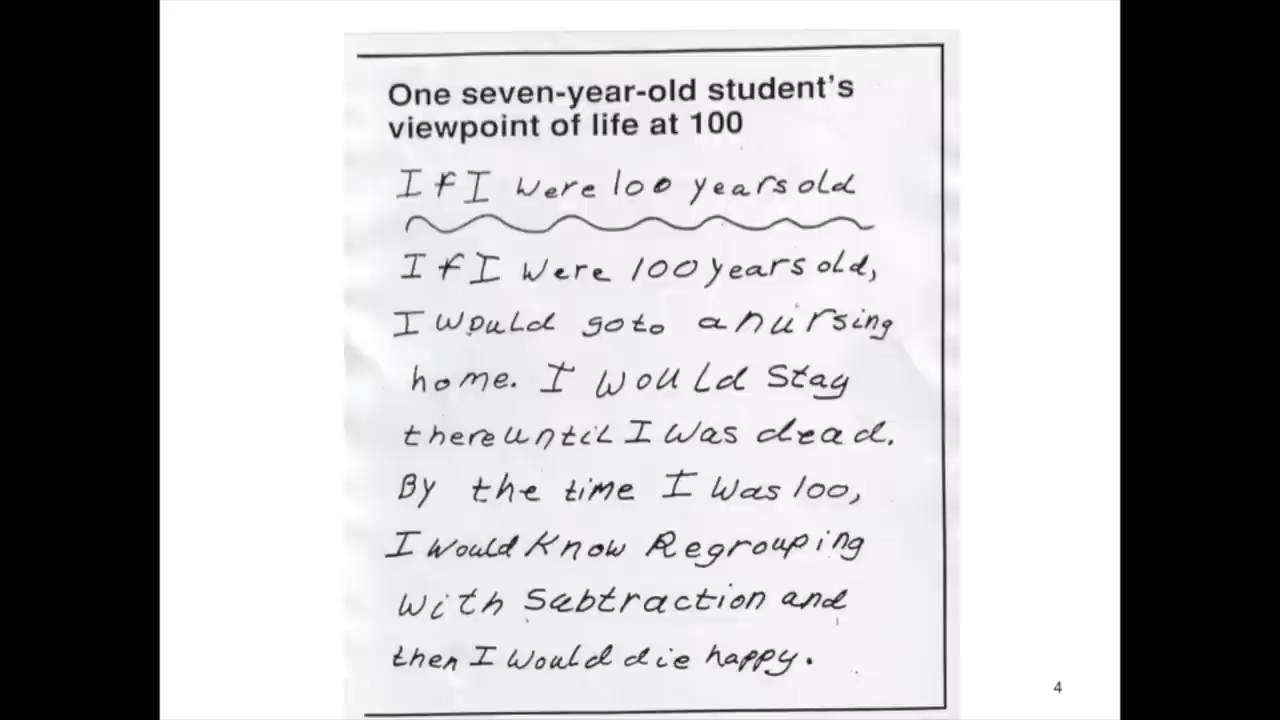 One seven-year-old student's
viewpoint of life at 100
If I were 100 years old
If I were 100 years old,
I would go to a nursing
home. I would Stay
there until I was dead.
By the time I was 100,
I would know Regrouping
with Subtraction and
then I would die happy.
4